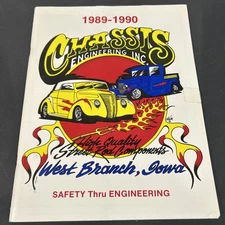 1989-1990
CHASSIS
ENGINEERING INC.
High Quality
Street Rod Components
West Branch, Iowa
SAFETY Thru ENGINEERING